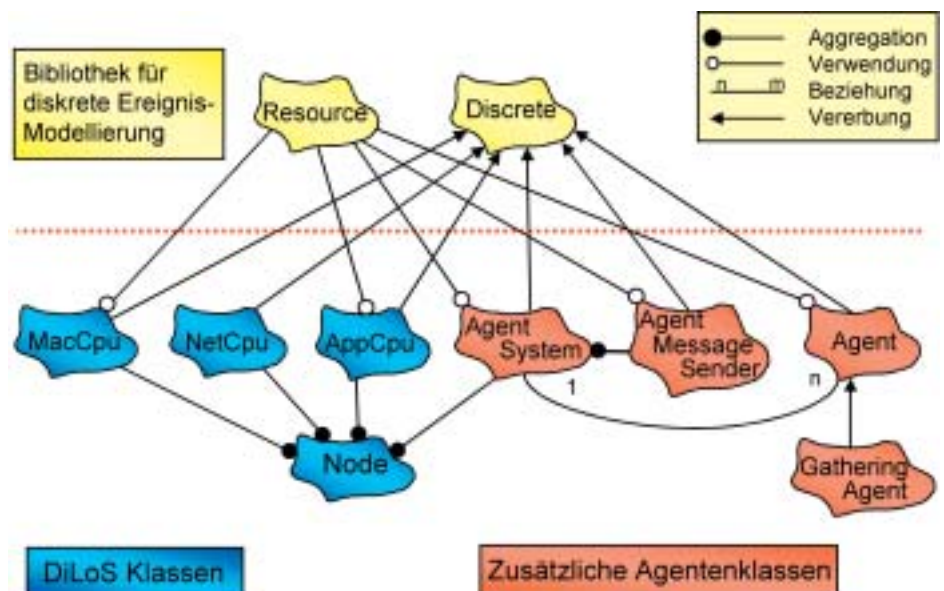 Bibliothek für
diskrete Ereignis-
Modellierung
Resource
Discrete
Aggregation
Verwendung
n m
Beziehung
Vererbung
MacCpu
NetCpu
AppCpu
Agent
System
Agent
Message
Sender
Agent
1
n
Node
Gathering
Agent
DiLoS Klassen
Zusätzliche Agentenklassen